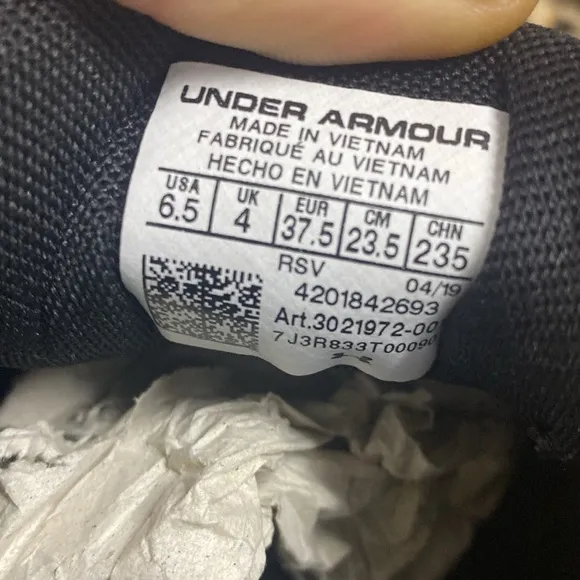 UNDER ARMOUR
MADE IN VIETNAM
FABRIQUÉ AU VIETNAM
HECHO EN VIETNAM
USA UK EUR CM CHN
6.5 4 37.5 23.5 235
RSV 04/19
4201842693
Art.3021972-00